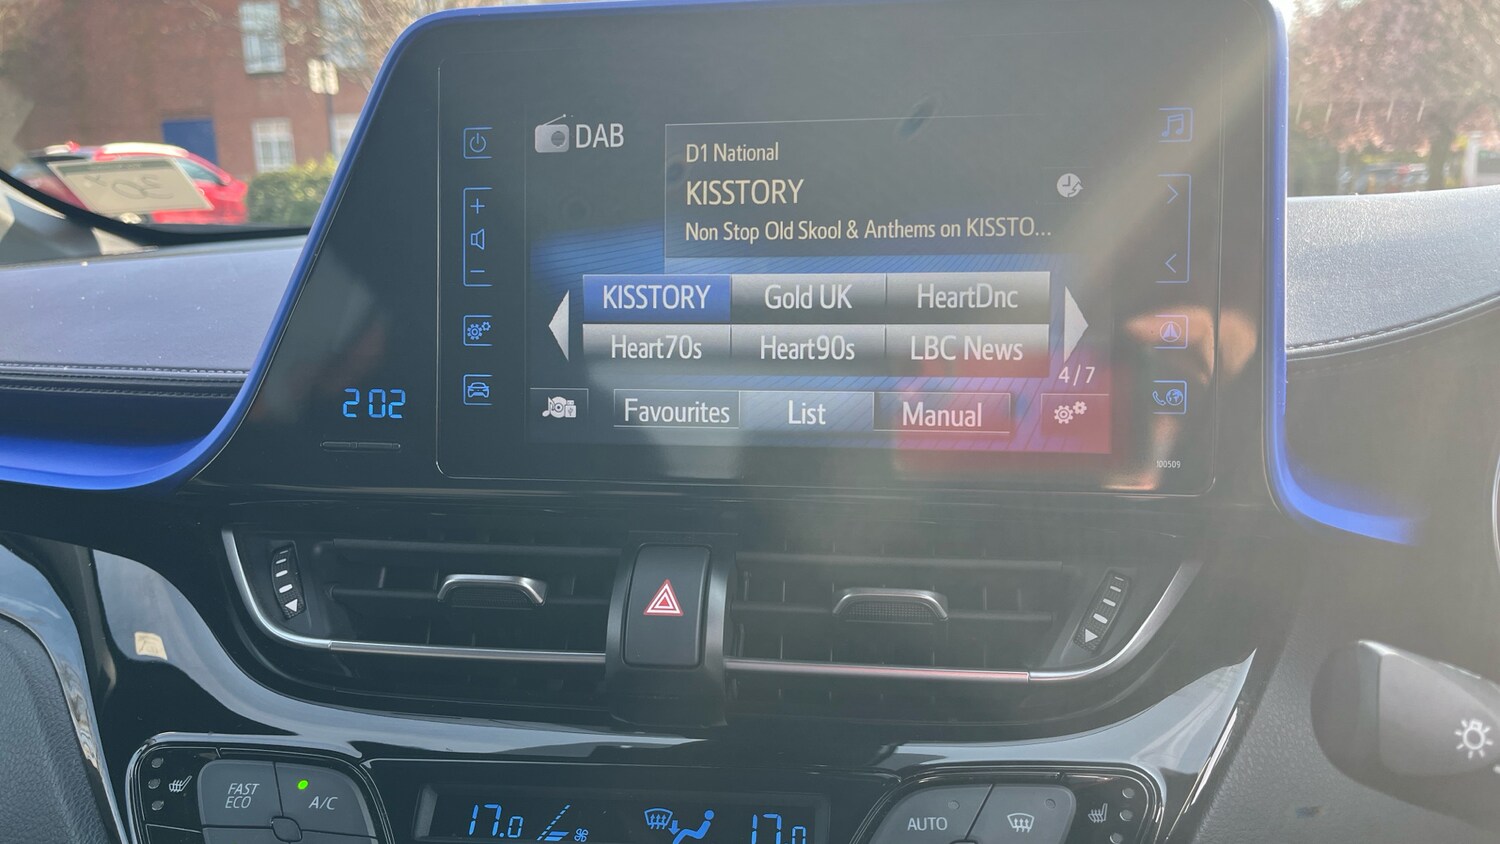 DAB
D1 National
KISSTORY
Non Stop Old Skool & Anthems on KISSTO...
KISSTORY
Gold UK
HeartDnc
Heart70s
Heart90s
LBC News
4/7
Favourites
List
Manual
2 02
100509
FAST
ECO
A/C
17.0
17.0
AUTO